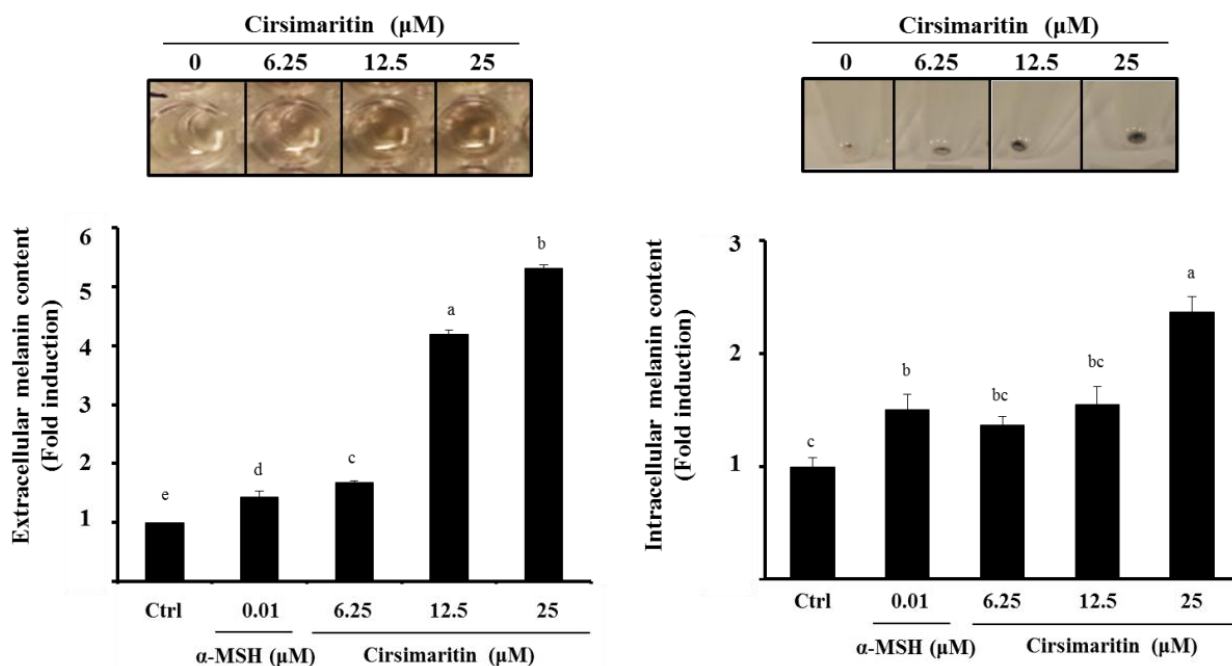 Cirsimaritin (µM)
0 6.25 12.5 25
Extracellular melanin content
(Fold induction)
6
5
4
3
2
1
e
d
c
a
b
Ctrl 0.01 6.25 12.5 25
α-MSH (µM) Cirsimaritin (µM)
Cirsimaritin (µM)
0 6.25 12.5 25
Intracellular melanin content
(Fold induction)
3
2
1
c
b
bc
bc
a
Ctrl 0.01 6.25 12.5 25
α-MSH (µM) Cirsimaritin (µM)